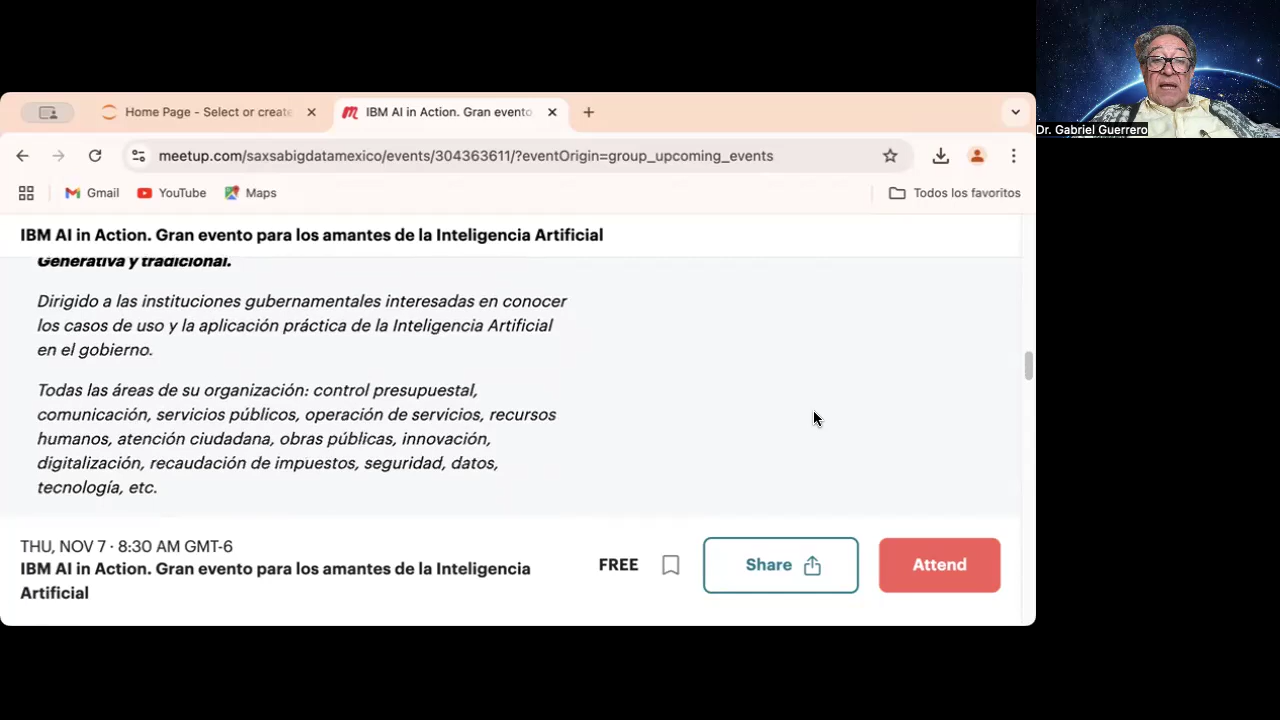 Home Page - Select or create
IBM AI in Action. Gran evento
meetup.com/saxsabigdatamexico/events/304363611/?eventOrigin=group_upcoming_events
Gmail
YouTube
Maps
Todos los favoritos
IBM AI in Action. Gran evento para los amantes de la Inteligencia Artificial
Generativa y tradicional.
Dirigido a las instituciones gubernamentales interesadas en conocer
los casos de uso y la aplicación práctica de la Inteligencia Artificial
en el gobierno.
Todas las áreas de su organización: control presupuestal,
comunicación, servicios públicos, operación de servicios, recursos
humanos, atención ciudadana, obras públicas, innovación,
digitalización, recaudación de impuestos, seguridad, datos,
tecnología, etc.
THU, NOV 7 · 8:30 AM GMT-6
IBM AI in Action. Gran evento para los amantes de la Inteligencia
Artificial
FREE
Share
Attend
Dr. Gabriel Guerrero